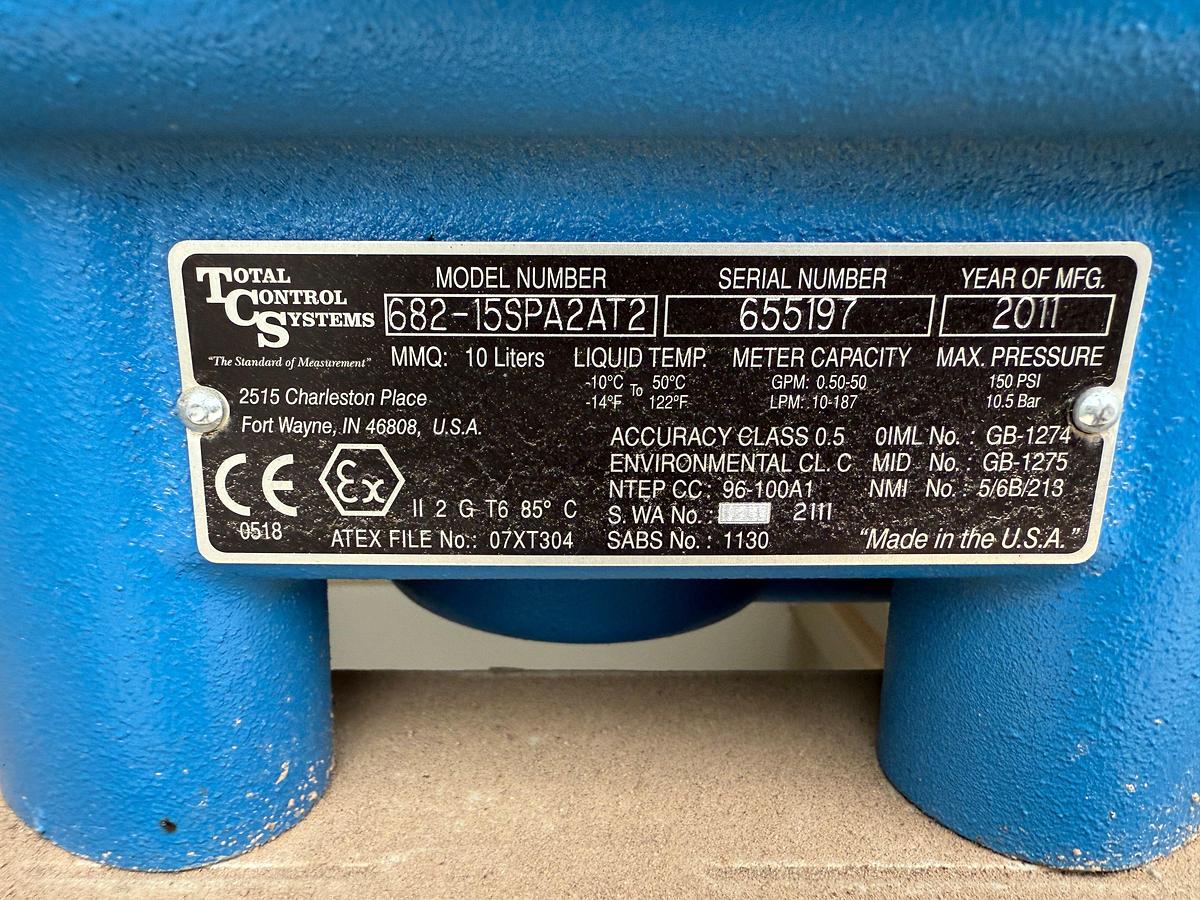 TOTAL CONTROL SYSTEMS
"The Standard of Measurement"
2515 Charleston Place
Fort Wayne, IN 46808, U.S.A.
MODEL NUMBER SERIAL NUMBER YEAR OF MFG.
682-15SPA2AT2 655197 2011
MMQ: 10 Liters LIQUID TEMP. METER CAPACITY MAX. PRESSURE
-10°C To 50°C GPM: 0.50-50 150 PSI
-14°F 122°F LPM: 10-187 10.5 Bar
ACCURACY CLASS 0.5 OIML No. : GB-1274
ENVIRONMENTAL CL. C MID No. : GB-1275
NTEP CC: 96-100A1 NMI No. : 5/6B/213
S. WA No. : 2111
SABS No. : 1130 "Made in the U.S.A."
CE Ex II 2 G T6 85° C
0518 ATEX FILE No.: 07XT304